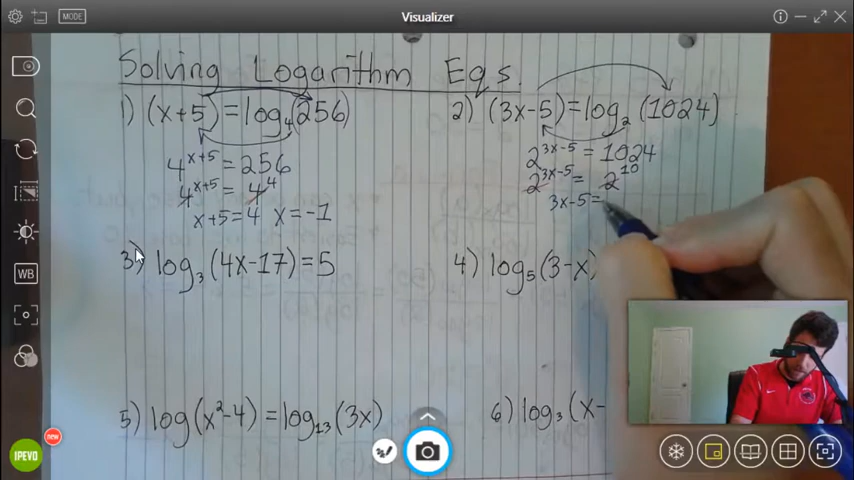 Visualizer
MODE
Solving Logarithm Eqs.
1) (x+5) = log₄(256)
4^(x+5) = 256
4^(x+5) = 4^4
x+5=4 x=-1
2) (3x-5)=log₂(1024)
2^(3x-5) = 1024
2^(3x-5) = 2^10
3x-5=
3) log₃(4x-17)=5
4) log₅(3-x)
5) log(x²-4) = log₁₃(3x)
6) log₃(x-
WB
new
IPEVO